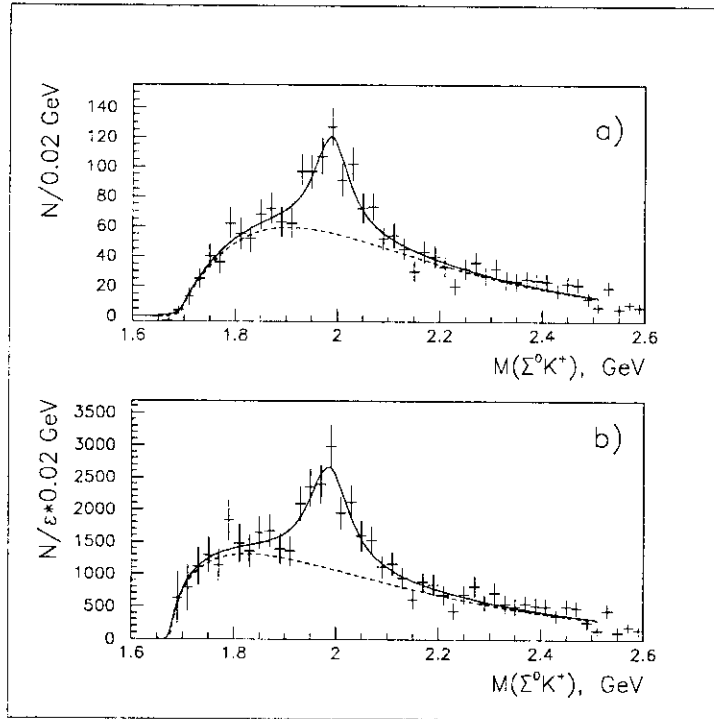 N/0.02 GeV
140
120
100
80
60
40
20
0
a)
1.6 1.8 2 2.2 2.4 2.6
M(Σ⁰K⁺), GeV
N/ε*0.02 GeV
3500
3000
2500
2000
1500
1000
500
0
b)
1.6 1.8 2 2.2 2.4 2.6
M(Σ⁰K⁺), GeV